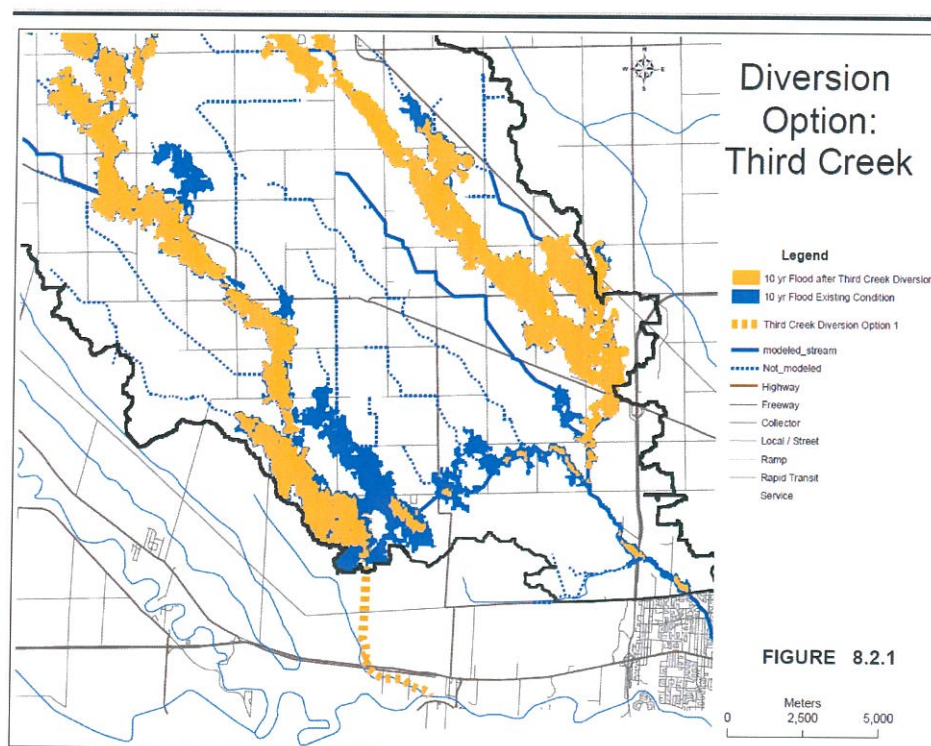 Diversion
Option:
Third Creek
N
W
E
S
Legend
10 yr Flood after Third Creek Diversion
10 yr Flood Existing Condition
Third Creek Diversion Option 1
modeled_stream
Not_modeled
Highway
Freeway
Collector
Local / Street
Ramp
Rapid Transit
Service
FIGURE 8.2.1
Meters
0 2,500 5,000